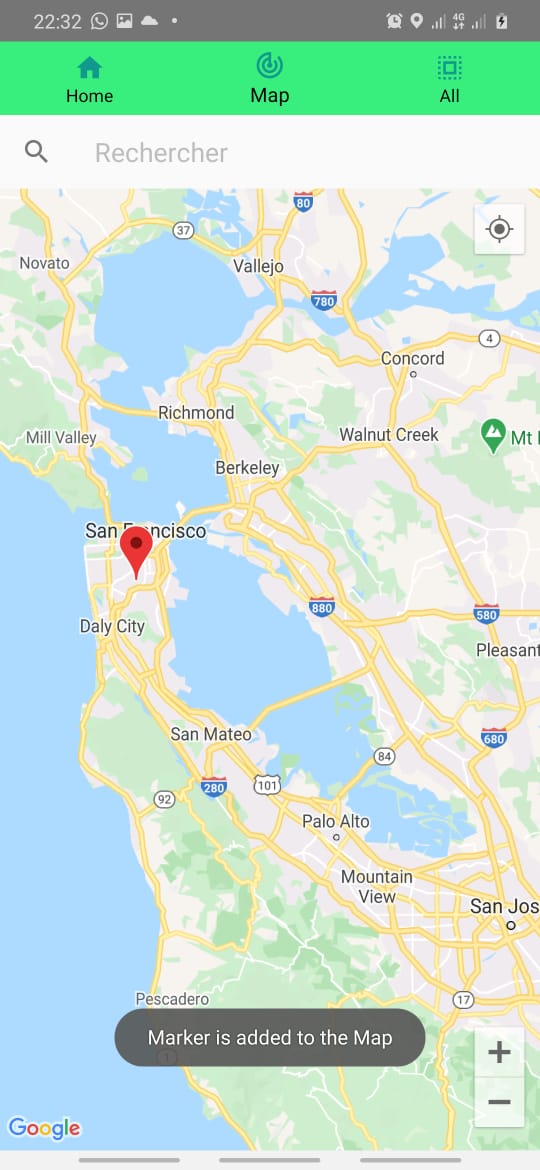 22:32
4G
Home
Map
All
Rechercher
80
37
Novato
Vallejo
780
4
Concord
Richmond
Walnut Creek
Mill Valley
Mt
Berkeley
San Francisco
880
580
Daly City
Pleasant
San Mateo
680
84
280
101
92
Palo Alto
Mountain
View
San Jos
Pescadero
17
Marker is added to the Map
1
+
−
Google